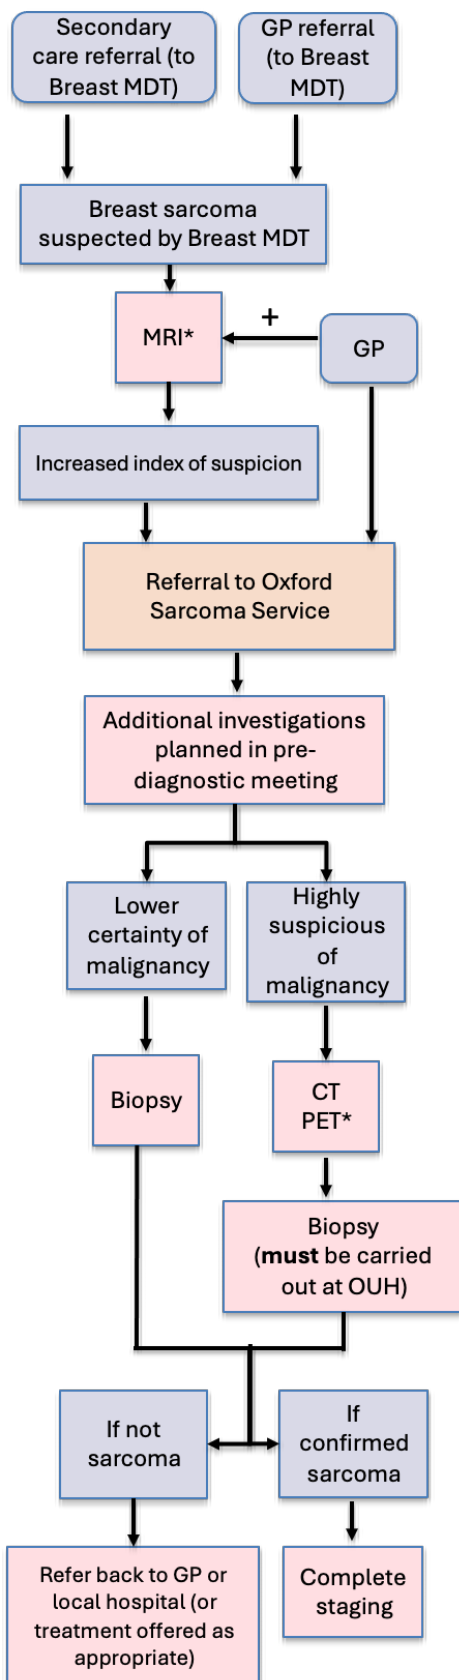 Secondary
care referral (to
Breast MDT)
GP referral
(to Breast
MDT)
Breast sarcoma
suspected by Breast MDT
MRI*
+
GP
Increased index of suspicion
Referral to Oxford
Sarcoma Service
Additional investigations
planned in pre-
diagnostic meeting
Lower
certainty of
malignancy
Highly
suspicious
of
malignancy
Biopsy
CT
PET*
Biopsy
(must be carried
out at OUH)
If not
sarcoma
If
confirmed
sarcoma
Refer back to GP or
local hospital (or
treatment offered as
appropriate)
Complete
staging